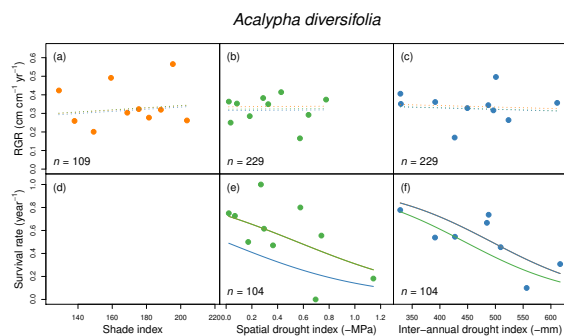 Acalypha diversifolia
(a) (b) (c)
RGR (cm cm⁻¹ yr⁻¹)
0.0 0.1 0.2 0.3 0.4 0.5 0.6
n = 109 n = 229 n = 229
(d) (e) (f)
Survival rate (year⁻¹)
0.0 0.2 0.4 0.6 0.8 1.0
n = 104 n = 104
140 160 180 200 220 0.0 0.2 0.4 0.6 0.8 1.0 1.2 350 400 450 500 550 600
Shade index Spatial drought index (−MPa) Inter−annual drought index (−mm)